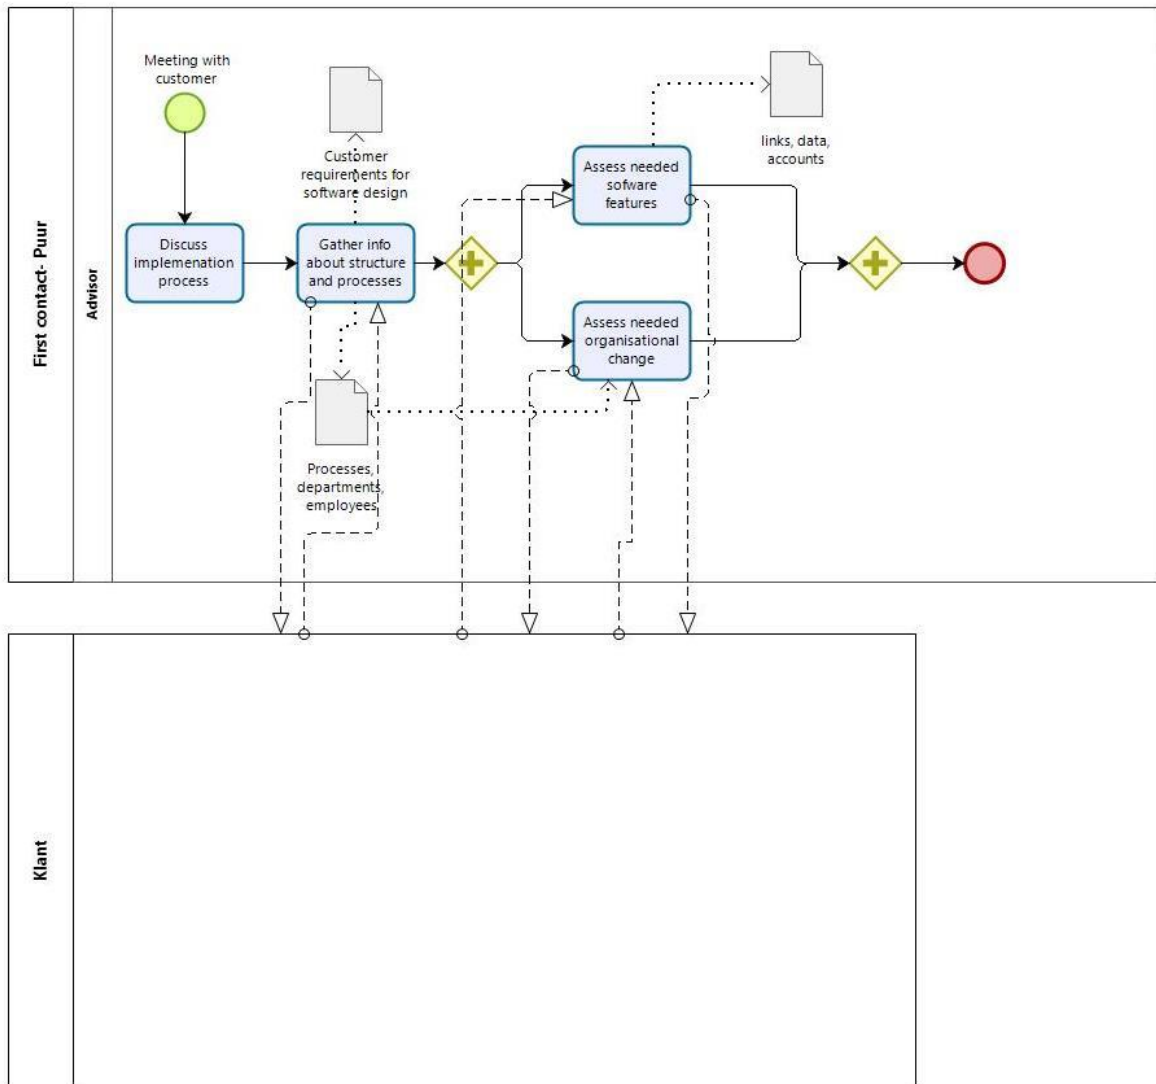 First contact- Puur
Advisor
Meeting with
customer
Customer
requirements for
software design
links, data,
accounts
Assess needed
sofware
features
Discuss
implemenation
process
Gather info
about structure
and processes
Assess needed
organisational
change
Processes,
departments,
employees
Klant